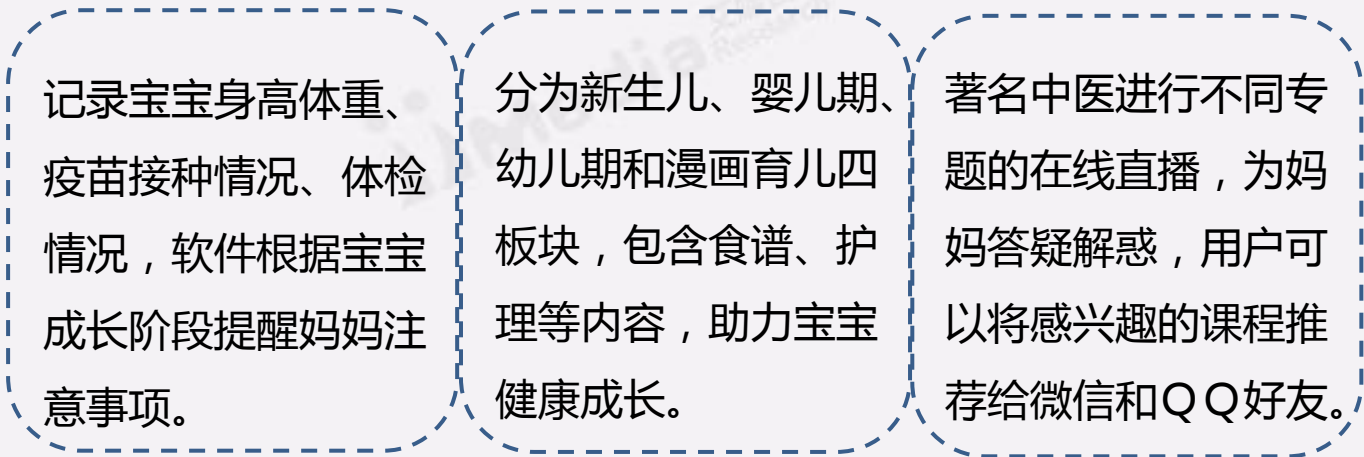 记录宝宝身高体重、
疫苗接种情况、体检
情况，软件根据宝宝
成长阶段提醒妈妈注
意事项。
分为新生儿、婴儿期、
幼儿期和漫画育儿四
板块，包含食谱、护
理等内容，助力宝宝
健康成长。
著名中医进行不同专
题的在线直播，为妈
妈答疑解惑，用户可
以将感兴趣的课程推
荐给微信和QQ好友。
iiMedia
Research